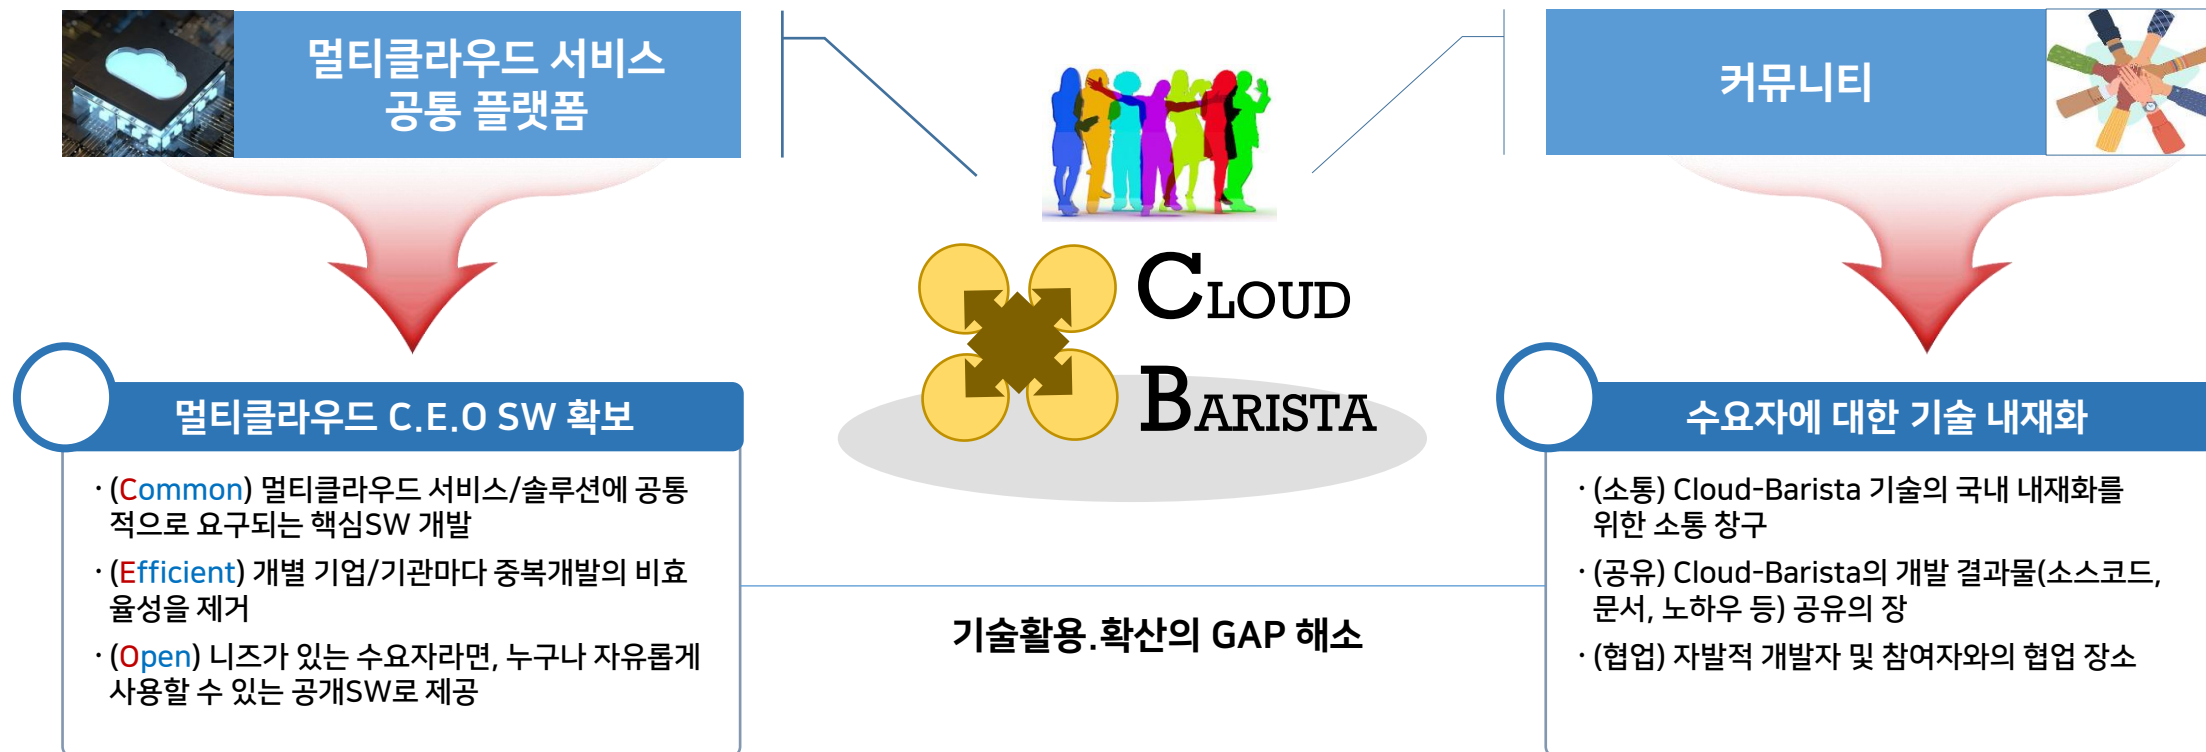 멀티클라우드 서비스
공통 플랫폼
커뮤니티
CLOUD
BARISTA
멀티클라우드 C.E.O SW 확보
· (Common) 멀티클라우드 서비스/솔루션에 공통
적으로 요구되는 핵심SW 개발
· (Efficient) 개별 기업/기관마다 중복개발의 비효
율성을 제거
· (Open) 니즈가 있는 수요자라면, 누구나 자유롭게
사용할 수 있는 공개SW로 제공
기술활용.확산의 GAP 해소
수요자에 대한 기술 내재화
· (소통) Cloud-Barista 기술의 국내 내재화를
위한 소통 창구
· (공유) Cloud-Barista의 개발 결과물(소스코드,
문서, 노하우 등) 공유의 장
· (협업) 자발적 개발자 및 참여자와의 협업 장소